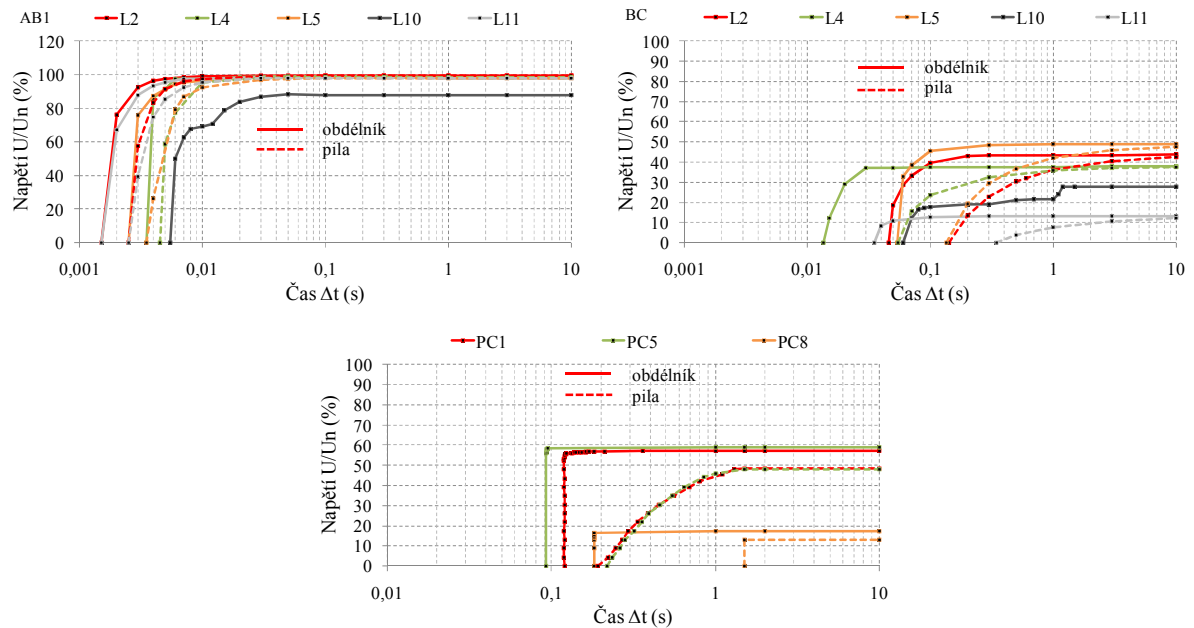 AB1 L2 L4 L5 L10 L11
120
100
80
60
40
20
0
Napětí U/Un (%)
obdélník
pila
0,001 0,01 0,1 1 10
Čas Δt (s)
BC L2 L4 L5 L10 L11
100
90
80
70
60
50
40
30
20
10
0
Napětí U/Un (%)
obdélník
pila
0,001 0,01 0,1 1 10
Čas Δt (s)
PC1 PC5 PC8
100
90
80
70
60
50
40
30
20
10
0
Napětí U/Un (%)
obdélník
pila
0,01 0,1 1 10
Čas Δt (s)